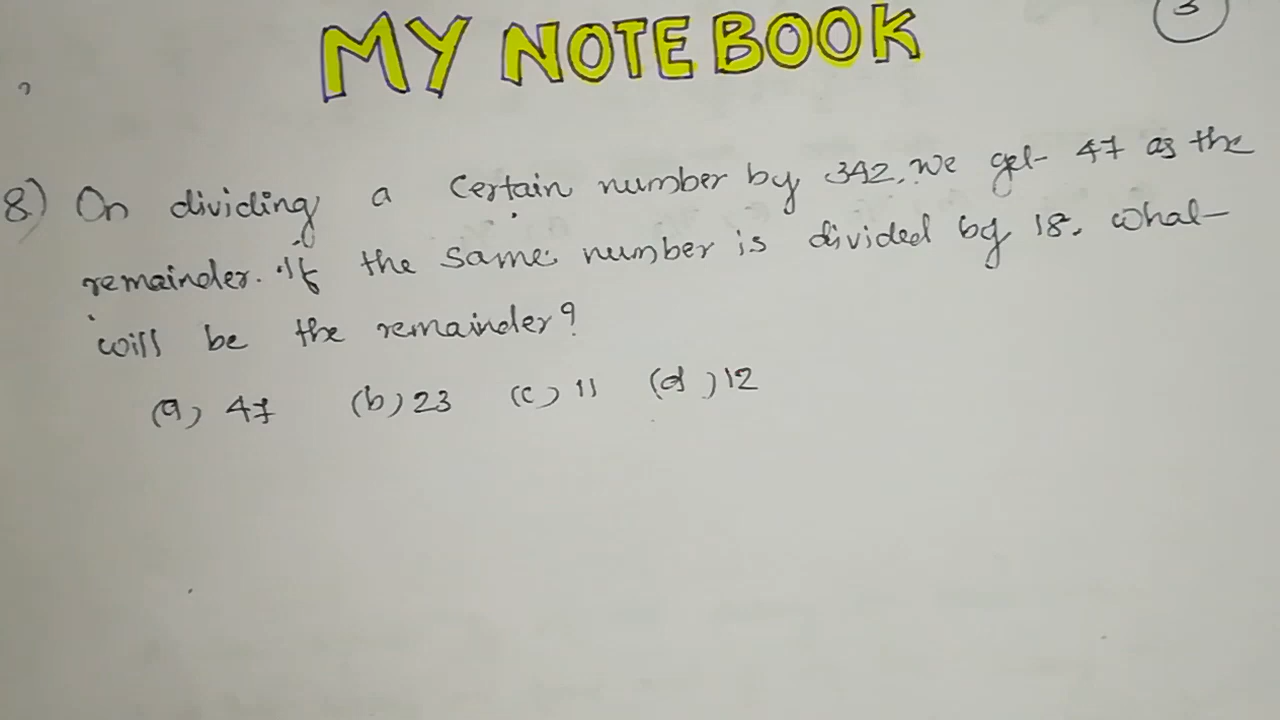 MY NOTE BOOK
3
8) On dividing a certain number by 342, we get 47 as the
remainder. If the same number is divided by 18, what
will be the remainder?
(a) 47 (b) 23 (c) 11 (d) 12